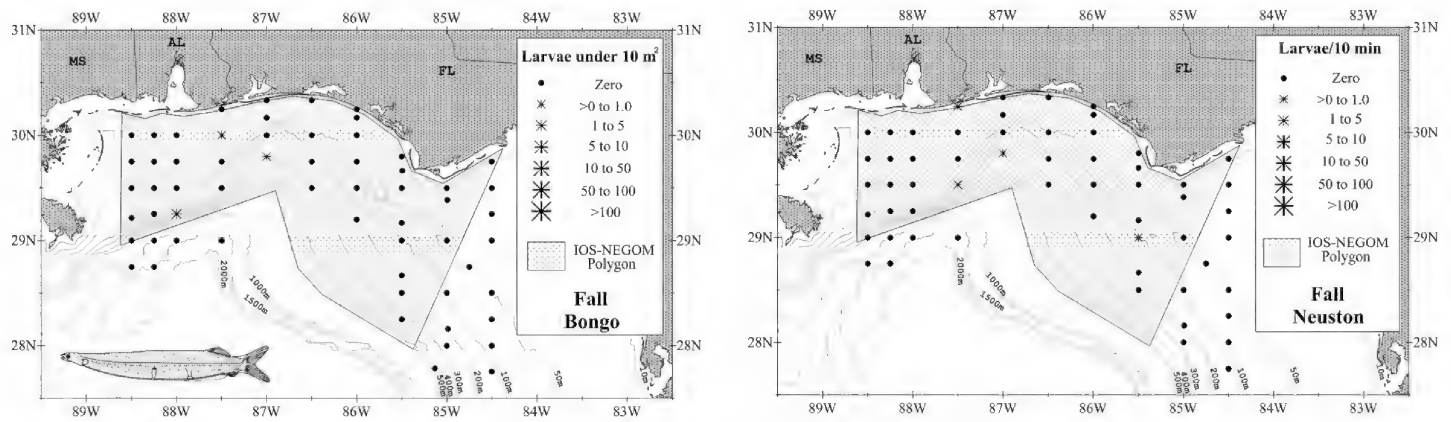 89W 88W 87W 86W 85W 84W 83W
31N
30N
29N
28N
MS
AL
FL
Larvae under 10 m²
Zero
>0 to 1.0
1 to 5
5 to 10
10 to 50
50 to 100
>100
IOS-NEGOM
Polygon
Fall
Bongo
2000m
1000m
1500m
500m
400m
300m
200m
100m
50m
89W 88W 87W 86W 85W 84W 83W
89W 88W 87W 86W 85W 84W 83W
31N 31N
30N 30N
29N 29N
28N 28N
MS
AL
FL
Larvae/10 min
Zero
>0 to 1.0
1 to 5
5 to 10
10 to 50
50 to 100
>100
IOS-NEGOM
Polygon
Fall
Neuston
2000m
1000m
1500m
500m
400m
300m
200m
100m
50m
89W 88W 87W 86W 85W 84W 83W